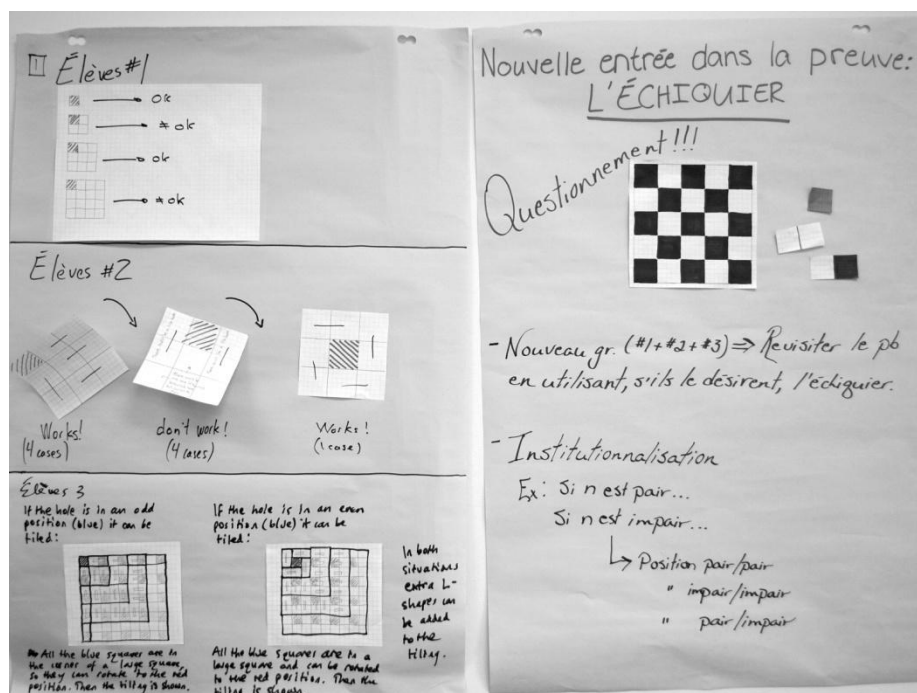 1 Élèves #1
→ ok
→ ≠ ok
→ ok
→ ≠ ok
Élèves #2
Works!
(4 cases)
don't work!
(4 cases)
Works!
(1 case)
Élèves 3
If the hole is in an odd
position (blue) it can be
tiled:
If the hole is in an even
position (blue) it can be
tiled:
In both
situations
extra L-
shapes can
be added
to the
tiling.
All the blue squares are in
the corner of a large square,
so they can rotate to the red
position. Then the tiling is shown.
All the blue squares are in a
large square and can be rotated
to the red position. Then the
tiling is shown.
Nouvelle entrée dans la preuve:
L'ÉCHIQUIER
Questionnement!!!
- Nouveau gr. (#1+#2+#3) ⇒ Revisiter le pb
en utilisant, s'ils le désirent, l'échiquier.
- Institutionnalisation
Ex: Si n est pair...
Si n est impair...
↳ Position pair/pair
" impair/impair
" pair/impair